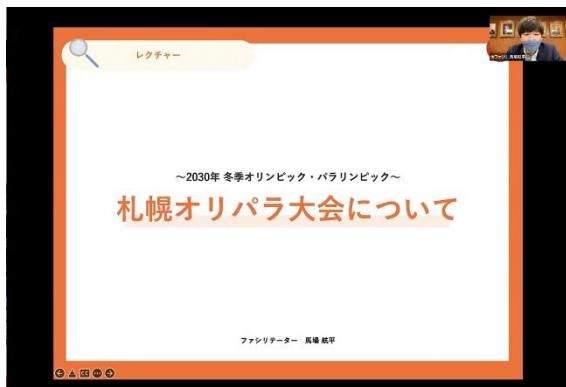 レクチャー
～2030年 冬季オリンピック・パラリンピック～
札幌オリパラ大会について
ファシリテーター 馬場 航平